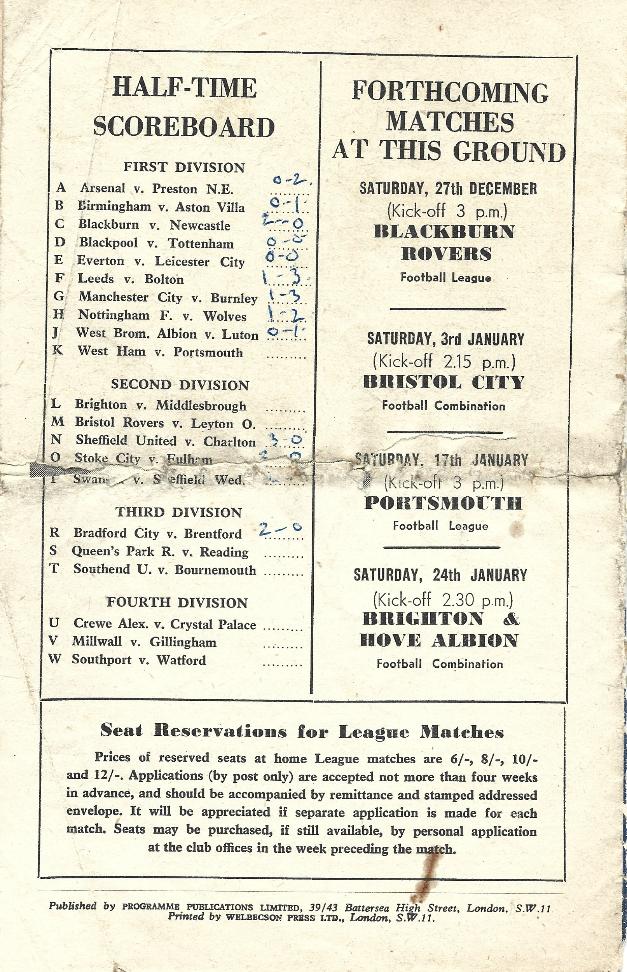 HALF-TIME
SCOREBOARD
FIRST DIVISION
A Arsenal v. Preston N.E. 0-2
B Birmingham v. Aston Villa 0-1
C Blackburn v. Newcastle 2-0
D Blackpool v. Tottenham 0-0
E Everton v. Leicester City 0-0
F Leeds v. Bolton 1-3
G Manchester City v. Burnley 1-3
H Nottingham F. v. Wolves 1-2
J West Brom. Albion v. Luton 0-1
K West Ham v. Portsmouth ........
SECOND DIVISION
L Brighton v. Middlesbrough ........
M Bristol Rovers v. Leyton O. ........
N Sheffield United v. Charlton 3-0
O Stoke City v. Fulham
v. Wed.
THIRD DIVISION
R Bradford City v. Brentford 2-0
S Queen's Park R. v. Reading ........
T Southend U. v. Bournemouth ........
FOURTH DIVISION
U Crewe Alex. v. Crystal Palace ........
V Millwall v. Gillingham ........
W Southport v. Watford ........
FORTHCOMING
MATCHES
AT THIS GROUND
SATURDAY, 27th DECEMBER
(Kick-off 3 p.m.)
BLACKBURN
ROVERS
Football League
SATURDAY, 3rd JANUARY
(Kick-off 2.15 p.m.)
BRISTOL CITY
Football Combination
SATURDAY, 17th JANUARY
(Kick-off 3 p.m.)
PORTSMOUTH
Football League
SATURDAY, 24th JANUARY
(Kick-off 2.30 p.m.)
BRIGHTON &
HOVE ALBION
Football Combination
Seat Reservations for League Matches
Prices of reserved seats at home League matches are 6/-, 8/-, 10/-
and 12/-. Applications (by post only) are accepted not more than four weeks
in advance, and should be accompanied by remittance and stamped addressed
envelope. It will be appreciated if separate application is made for each
match. Seats may be purchased, if still available, by personal application
at the club offices in the week preceding the match.
Published by PROGRAMME PUBLICATIONS LIMITED, 39/43 Battersea High Street, London, S.W.11
Printed by WELBECSON PRESS LTD., London, S.W.11.